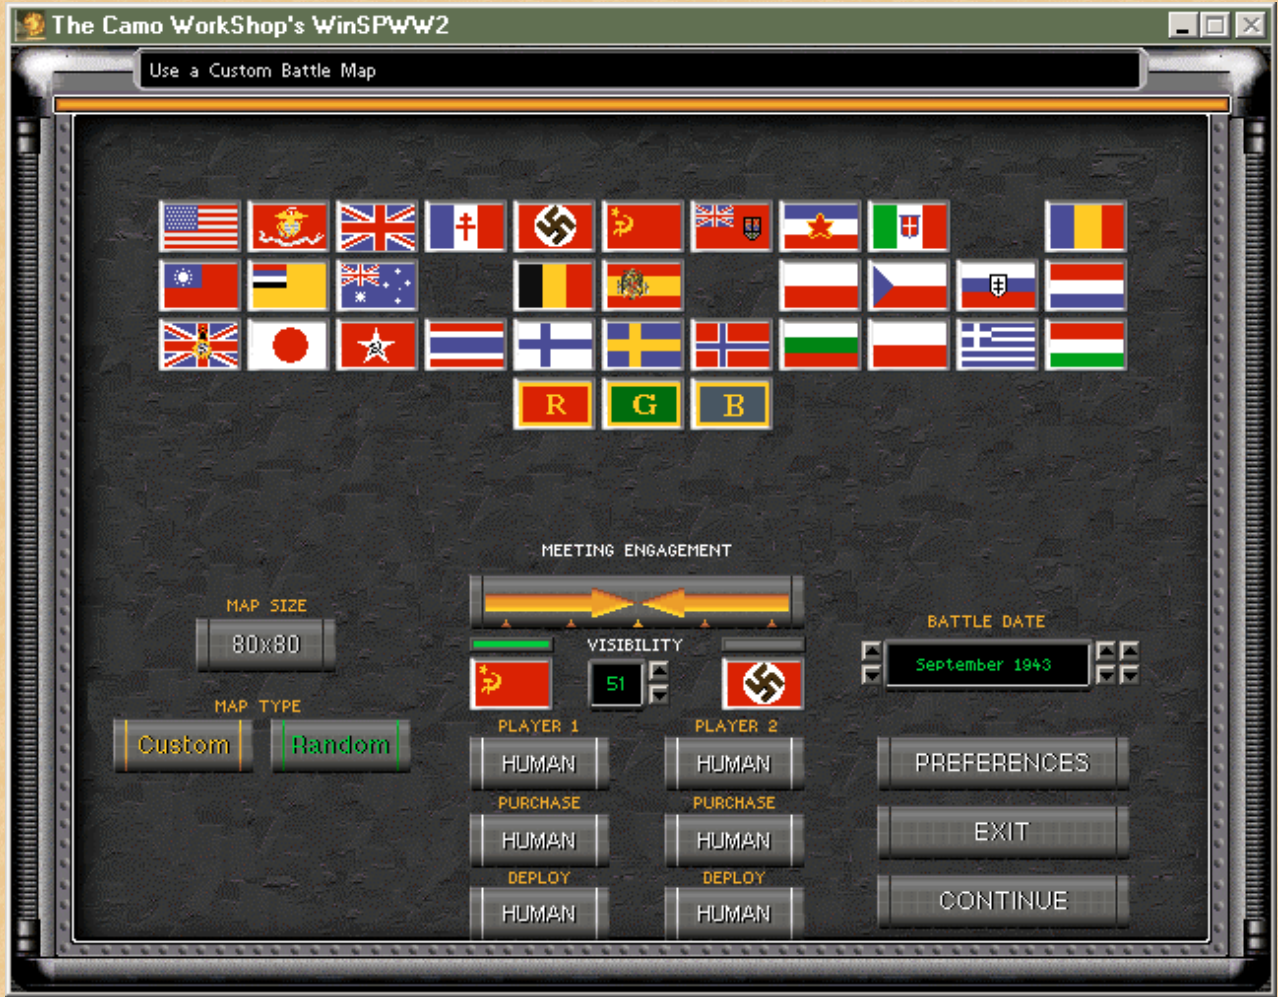 The Camo WorkShop's WinSPWW2
Use a Custom Battle Map
R G B
MEETING ENGAGEMENT
MAP SIZE
80x80
VISIBILITY
51
BATTLE DATE
September 1943
MAP TYPE
Custom Random
PLAYER 1 PLAYER 2
HUMAN HUMAN
PURCHASE PURCHASE
HUMAN HUMAN
DEPLOY DEPLOY
HUMAN HUMAN
PREFERENCES
EXIT
CONTINUE